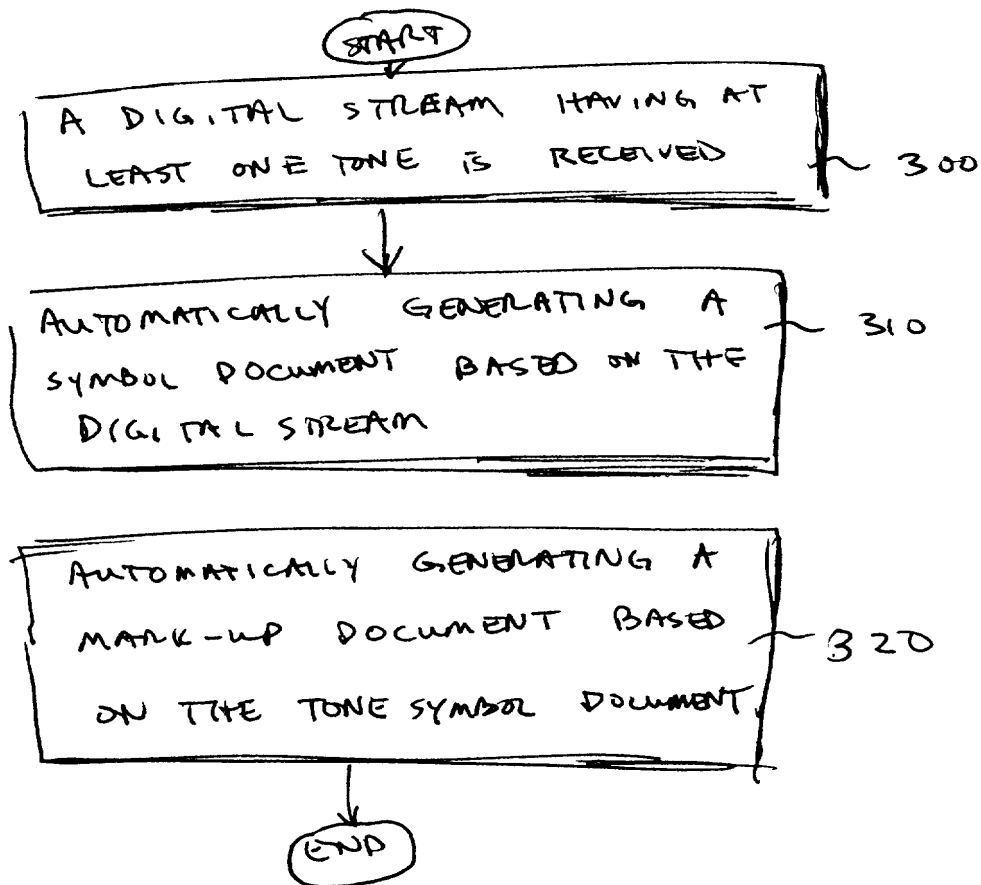 START
A DIGITAL STREAM HAVING AT
LEAST ONE TONE IS RECEIVED
300
AUTOMATICALLY GENERATING A
310
SYMBOL DOCUMENT BASED ON THE
DIGITAL STREAM
AUTOMATICALLY GENERATING A
MARK-UP DOCUMENT BASED
320
ON THE TONE SYMBOL DOCUMENT
END